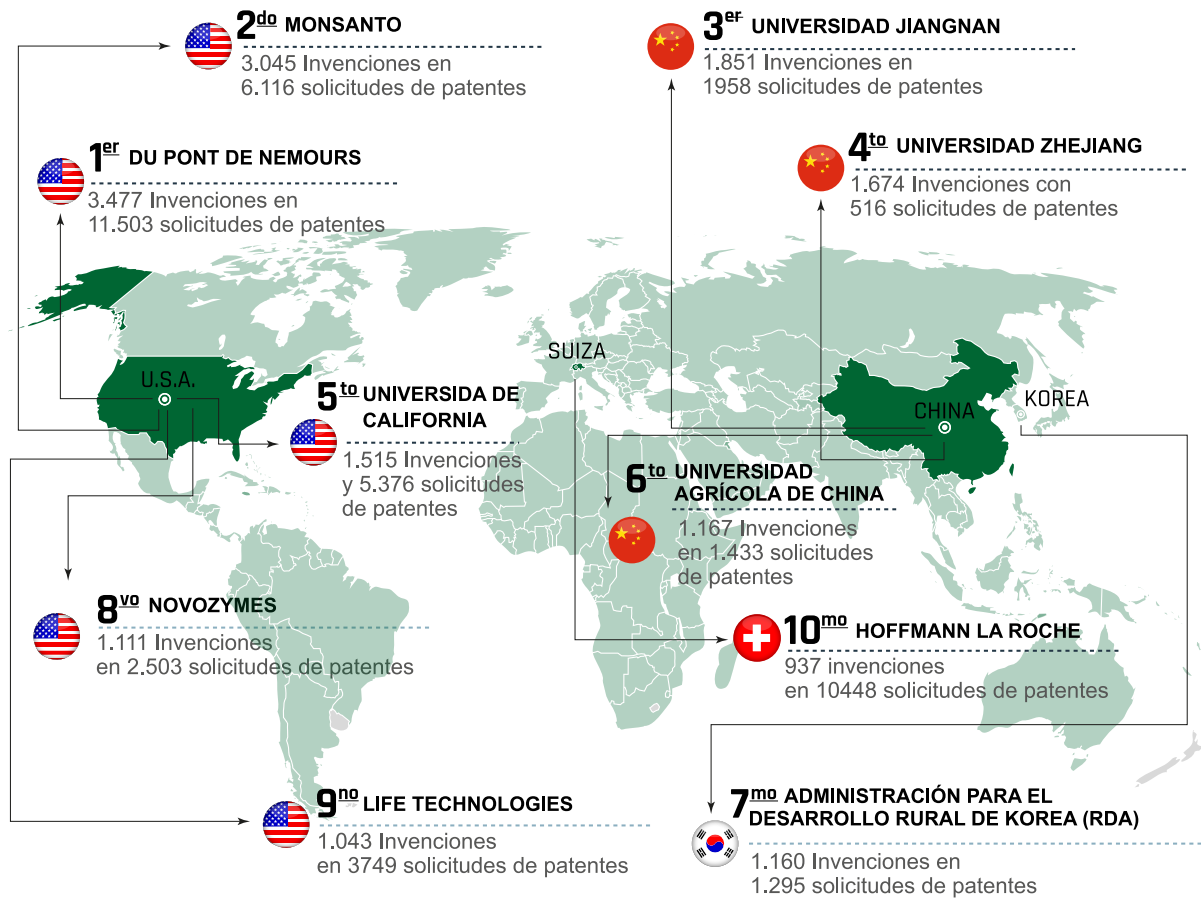 2do MONSANTO
3.045 Invenciones en
6.116 solicitudes de patentes
3er UNIVERSIDAD JIANGNAN
1.851 Invenciones en
1958 solicitudes de patentes
1er DU PONT DE NEMOURS
3.477 Invenciones en
11.503 solicitudes de patentes
4to UNIVERSIDAD ZHEJIANG
1.674 Invenciones con
516 solicitudes de patentes
SUIZA
U.S.A.
CHINA
KOREA
5to UNIVERSIDA DE
CALIFORNIA
1.515 Invenciones
y 5.376 solicitudes
de patentes
6to UNIVERSIDAD
AGRÍCOLA DE CHINA
1.167 Invenciones
en 1.433 solicitudes
de patentes
8vo NOVOZYMES
1.111 Invenciones
en 2.503 solicitudes de patentes
10mo HOFFMANN LA ROCHE
937 invenciones
en 10448 solicitudes de patentes
9no LIFE TECHNOLOGIES
1.043 Invenciones
en 3749 solicitudes de patentes
7mo ADMINISTRACIÓN PARA EL
DESARROLLO RURAL DE KOREA (RDA)
1.160 Invenciones en
1.295 solicitudes de patentes